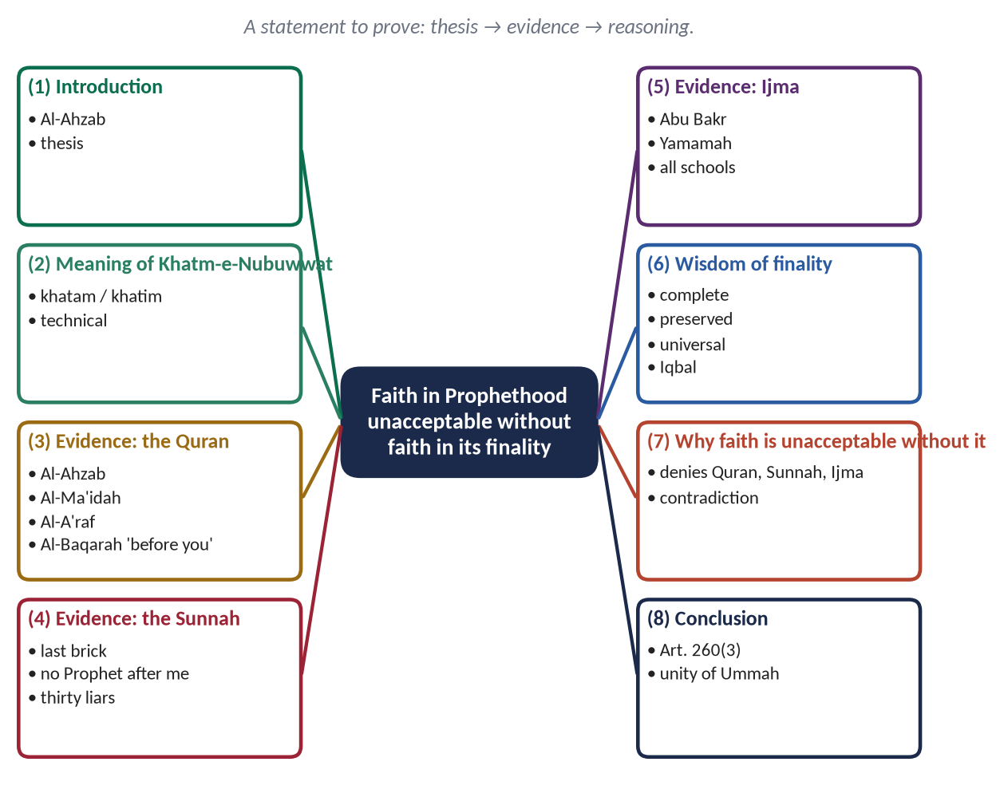 A statement to prove: thesis → evidence → reasoning.
(1) Introduction
• Al-Ahzab
• thesis
(2) Meaning of Khatm-e-Nubuwwat
• khatam / khatim
• technical
(3) Evidence: the Quran
• Al-Ahzab
• Al-Ma'idah
• Al-A'raf
• Al-Baqarah 'before you'
(4) Evidence: the Sunnah
• last brick
• no Prophet after me
• thirty liars
Faith in Prophethood
unacceptable without
faith in its finality
(5) Evidence: Ijma
• Abu Bakr
• Yamamah
• all schools
(6) Wisdom of finality
• complete
• preserved
• universal
• Iqbal
(7) Why faith is unacceptable without it
• denies Quran, Sunnah, Ijma
• contradiction
(8) Conclusion
• Art. 260(3)
• unity of Ummah